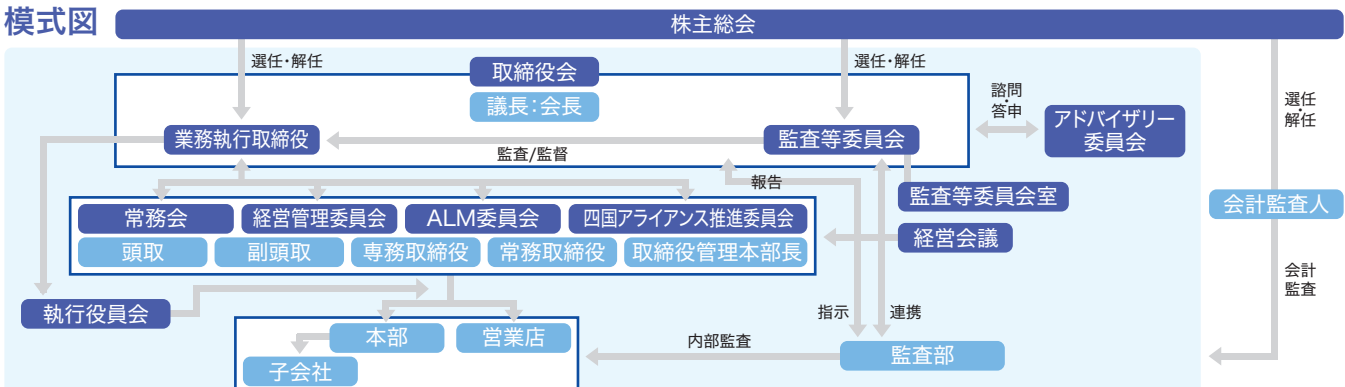 模式図
株主総会
選任・解任
選任・解任
取締役会
議長：会長
諮問・
答申
アドバイザリー
委員会
選任・
解任
業務執行取締役
監査等委員会
監査/監督
報告
監査等委員会室
会計監査人
常務会
経営管理委員会
ALM委員会
四国アライアンス推進委員会
経営会議
頭取
副頭取
専務取締役
常務取締役
取締役管理本部長
会計
監査
執行役員会
指示
連携
本部
営業店
内部監査
監査部
子会社